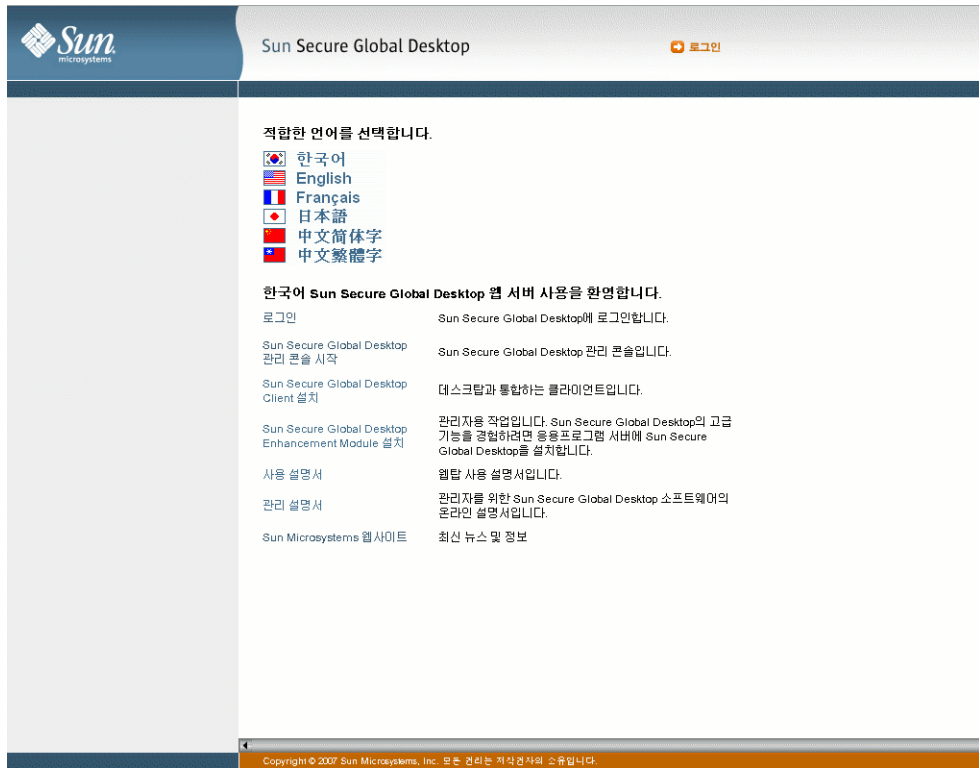 Sun
microsystems
Sun Secure Global Desktop
로그인
적합한 언어를 선택합니다.
한국어
English
Français
日本語
中文简体字
中文繁體字
한국어 Sun Secure Global Desktop 웹 서버 사용을 환영합니다.
로그인
Sun Secure Global Desktop에 로그인합니다.
Sun Secure Global Desktop
관리 콘솔 시작
Sun Secure Global Desktop 관리 콘솔입니다.
Sun Secure Global Desktop
Client 설치
데스크탑과 통합하는 클라이언트입니다.
Sun Secure Global Desktop
Enhancement Module 설치
관리자용 작업입니다. Sun Secure Global Desktop의 고급
기능을 경험하려면 응용프로그램 서버에 Sun Secure
Global Desktop을 설치합니다.
사용 설명서
웹탑 사용 설명서입니다.
관리 설명서
관리자를 위한 Sun Secure Global Desktop 소프트웨어의
온라인 설명서입니다.
Sun Microsystems 웹사이트
최신 뉴스 및 정보
Copyright © 2007 Sun Microsystems, Inc. 모든 권리는 저작권자의 소유입니다.